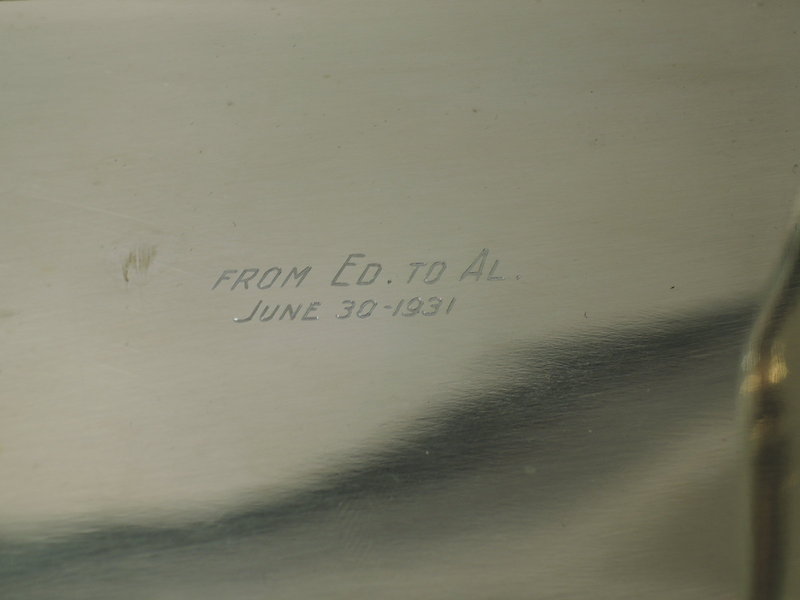 FROM ED. TO AL.
JUNE 30-1931